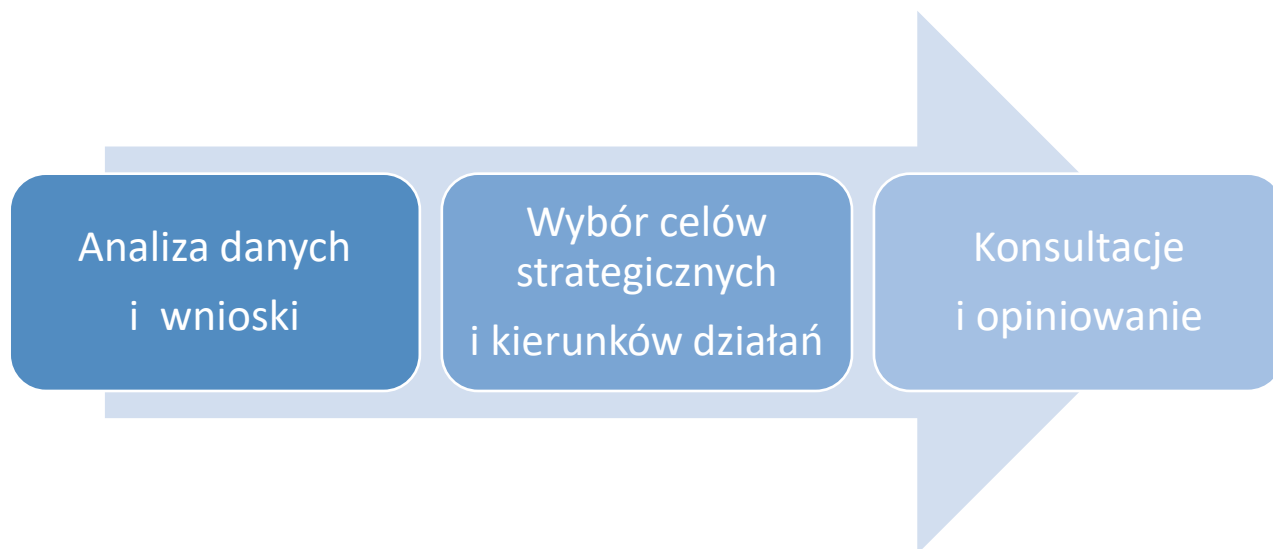 Analiza danych
i wnioski
Wybór celów
strategicznych
i kierunków działań
Konsultacje
i opiniowanie